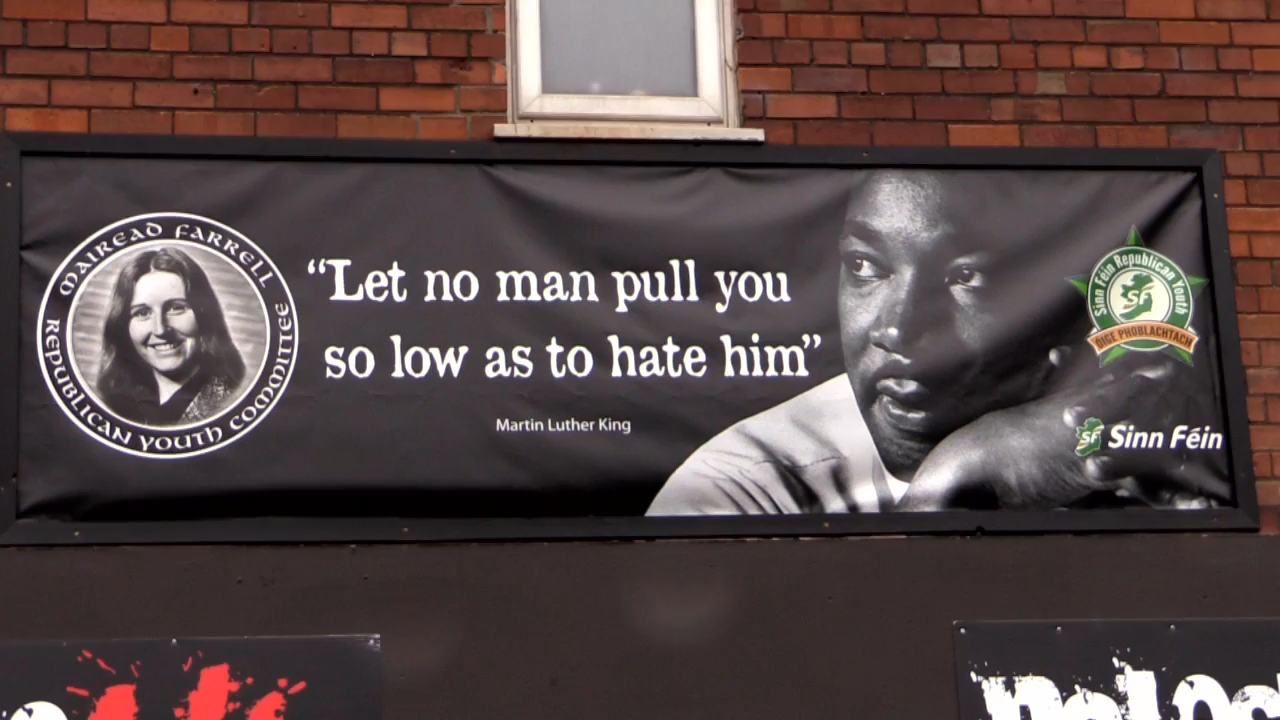 MAIREAD FARRELL
REPUBLICAN YOUTH COMMITTEE
“Let no man pull you
so low as to hate him”
Martin Luther King
Sinn Féin Republican Youth
SF
ÓIGE PHOBLACHTACH
SF Sinn Féin